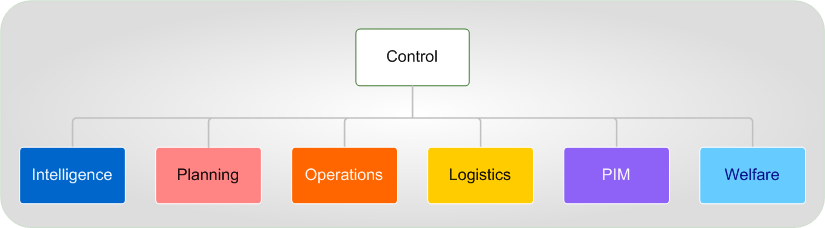 Control
Intelligence
Planning
Operations
Logistics
PIM
Welfare